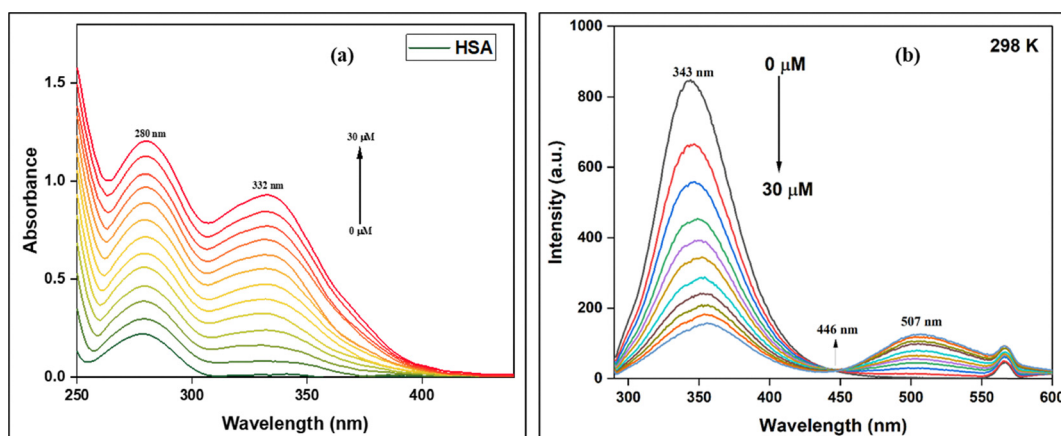 (a)
HSA
280 nm
332 nm
30 µM
0 µM
Absorbance
1.5
1.0
0.5
0.0
250
300
350
400
Wavelength (nm)
(b)
298 K
343 nm
0 µM
30 µM
446 nm
507 nm
Intensity (a.u.)
1000
800
600
400
200
0
300
350
400
450
500
550
600
Wavelength (nm)